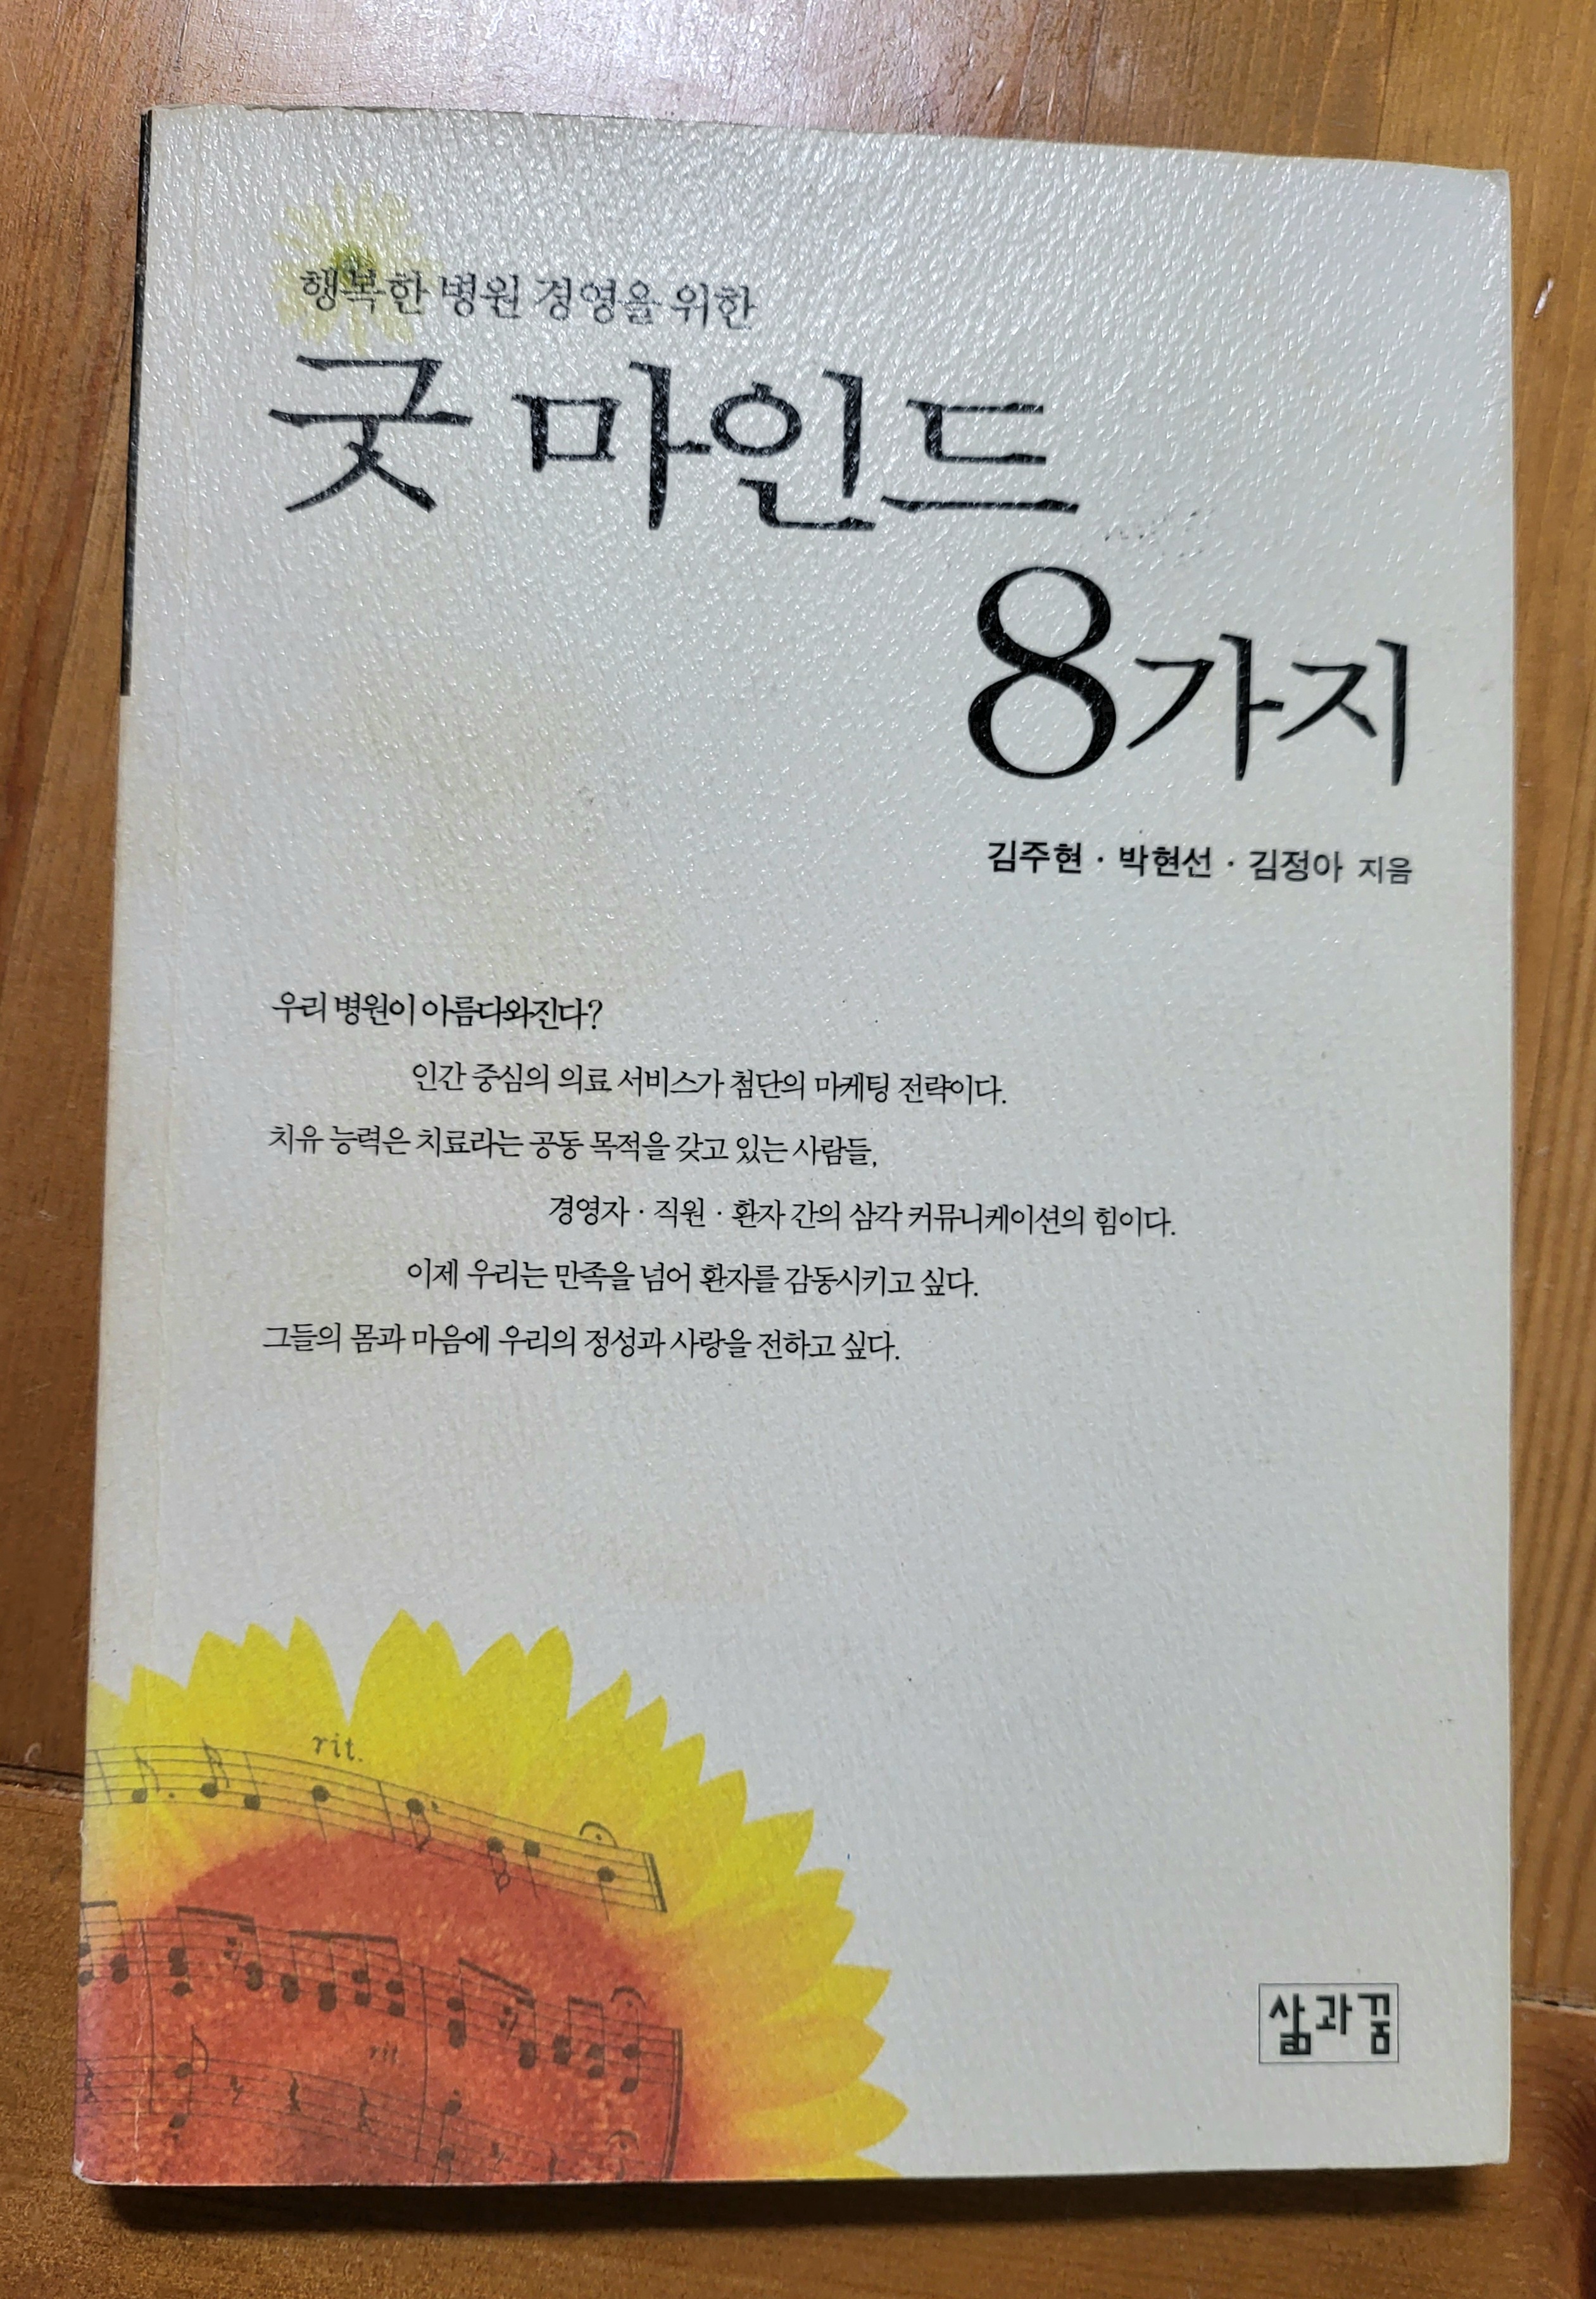 행복한 병원 경영을 위한
굿 마인드
8가지
김주현 · 박현선 · 김정아 지음
우리 병원이 아름다와진다?
인간 중심의 의료 서비스가 첨단의 마케팅 전략이다.
치유 능력은 치료라는 공동 목적을 갖고 있는 사람들,
경영자 · 직원 · 환자 간의 삼각 커뮤니케이션의 힘이다.
이제 우리는 만족을 넘어 환자를 감동시키고 싶다.
그들의 몸과 마음에 우리의 정성과 사랑을 전하고 싶다.
rit.
rit.
삶과꿈